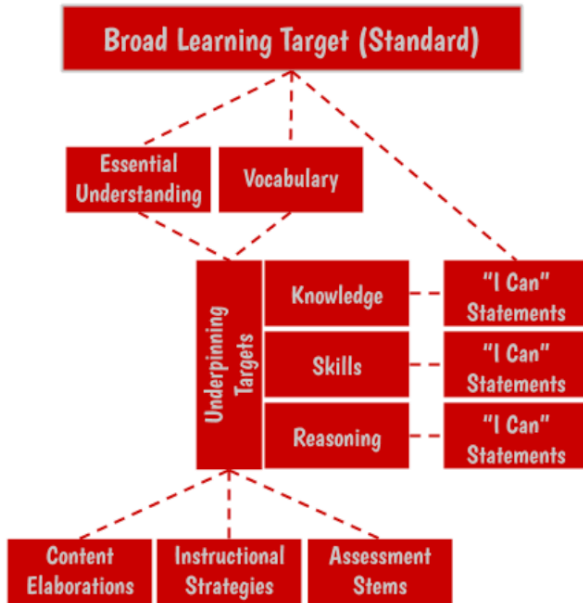 Broad Learning Target (Standard)
Essential
Understanding
Vocabulary
Underpinning
Targets
Knowledge
"I Can"
Statements
Skills
"I Can"
Statements
Reasoning
"I Can"
Statements
Content
Elaborations
Instructional
Strategies
Assessment
Stems